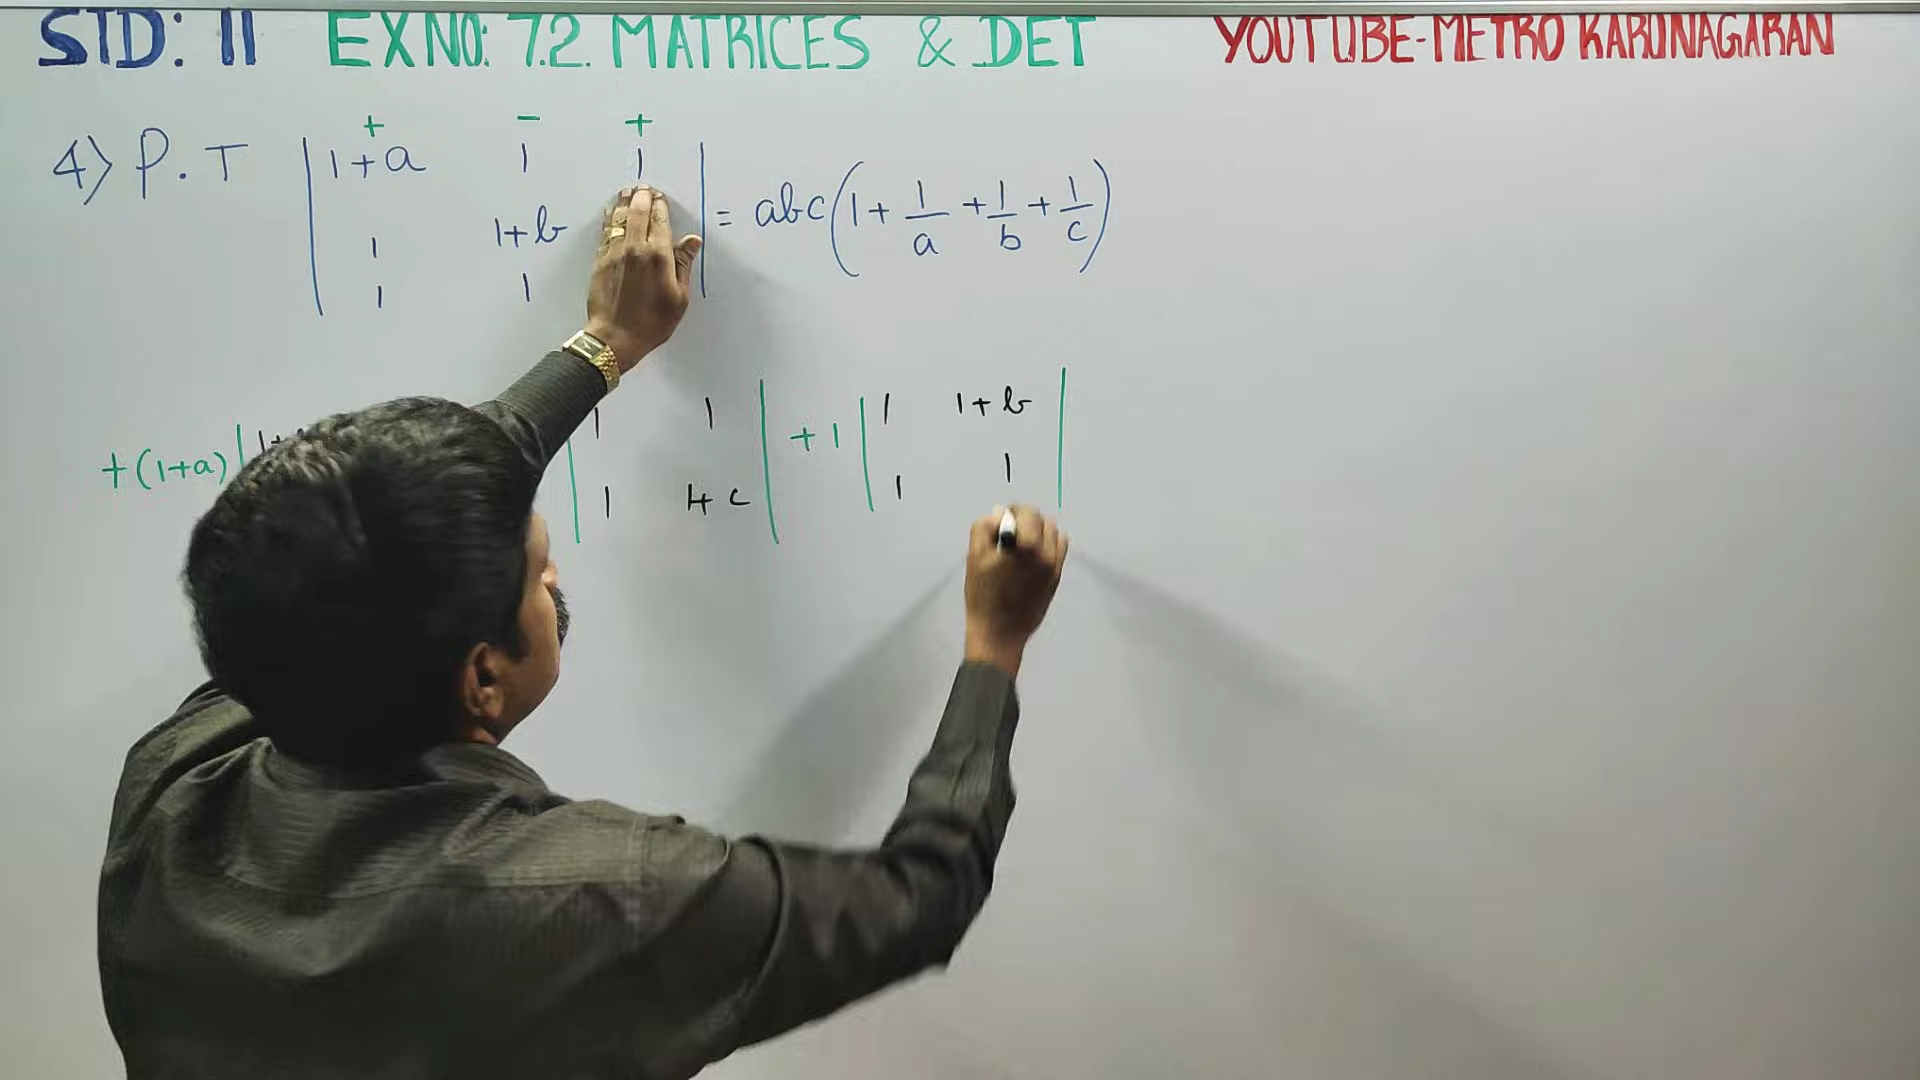 STD: 11 EX NO: 7.2. MATRICES & DET YOUTUBE-METRO KARUNAGARAN
+ - +
4) P.T | 1+a 1 1 | = abc(1 + 1/a + 1/b + 1/c)
1 1+b
1 1
+(1+a) | 1+ | 1 1 | +1 | 1 1+b |
1 1+c 1 1